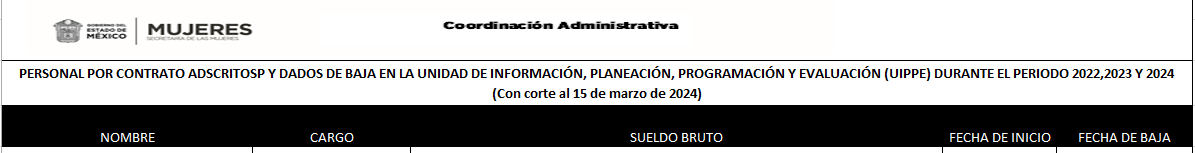 GOBIERNO DEL
ESTADO DE
MÉXICO
MUJERES
SECRETARÍA DE LAS MUJERES
Coordinación Administrativa
PERSONAL POR CONTRATO ADSCRITOSP Y DADOS DE BAJA EN LA UNIDAD DE INFORMACIÓN, PLANEACIÓN, PROGRAMACIÓN Y EVALUACIÓN (UIPPE) DURANTE EL PERIODO 2022,2023 Y 2024
(Con corte al 15 de marzo de 2024)
NOMBRE CARGO SUELDO BRUTO FECHA DE INICIO FECHA DE BAJA